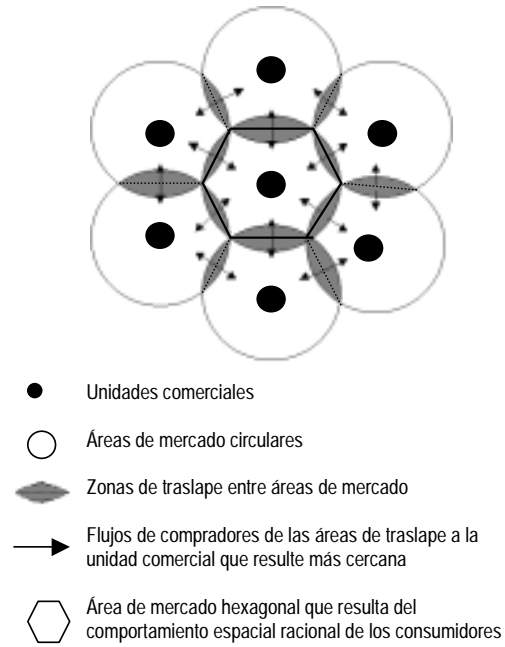 Unidades comerciales
Áreas de mercado circulares
Zonas de traslape entre áreas de mercado
Flujos de compradores de las áreas de traslape a la
unidad comercial que resulte más cercana
Área de mercado hexagonal que resulta del
comportamiento espacial racional de los consumidores